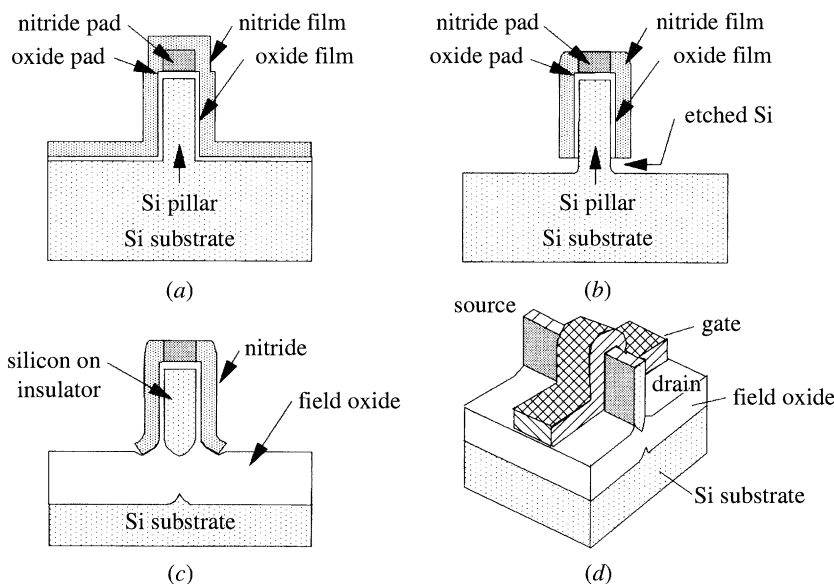 nitride pad
oxide pad
nitride film
oxide film
Si pillar
Si substrate
(a)
nitride pad
oxide pad
nitride film
oxide film
etched Si
Si pillar
Si substrate
(b)
silicon on
insulator
nitride
field oxide
Si substrate
(c)
source
gate
drain
field oxide
Si substrate
(d)